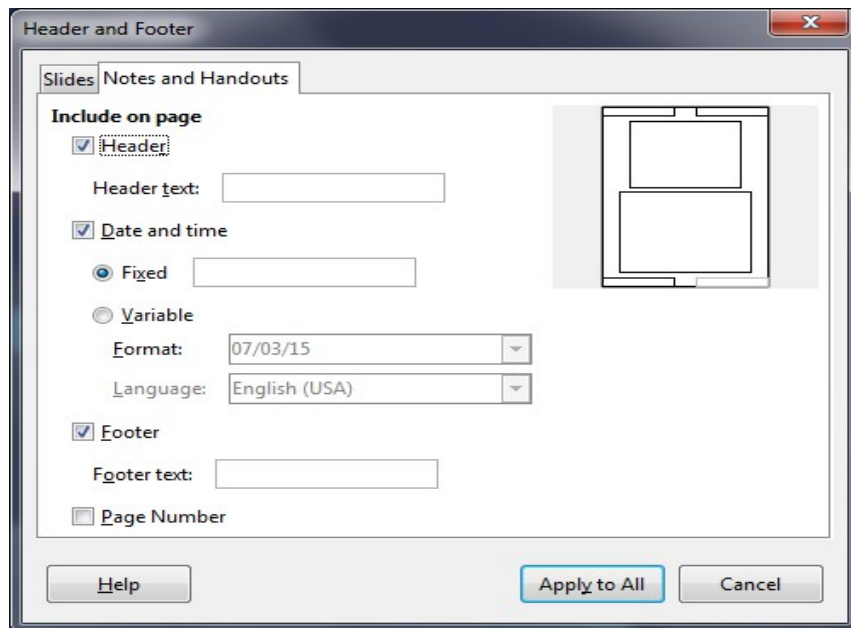 Header and Footer
Slides Notes and Handouts
Include on page
Header
Header text:
Date and time
Fixed
Variable
Format: 07/03/15
Language: English (USA)
Footer
Footer text:
Page Number
Help Apply to All Cancel